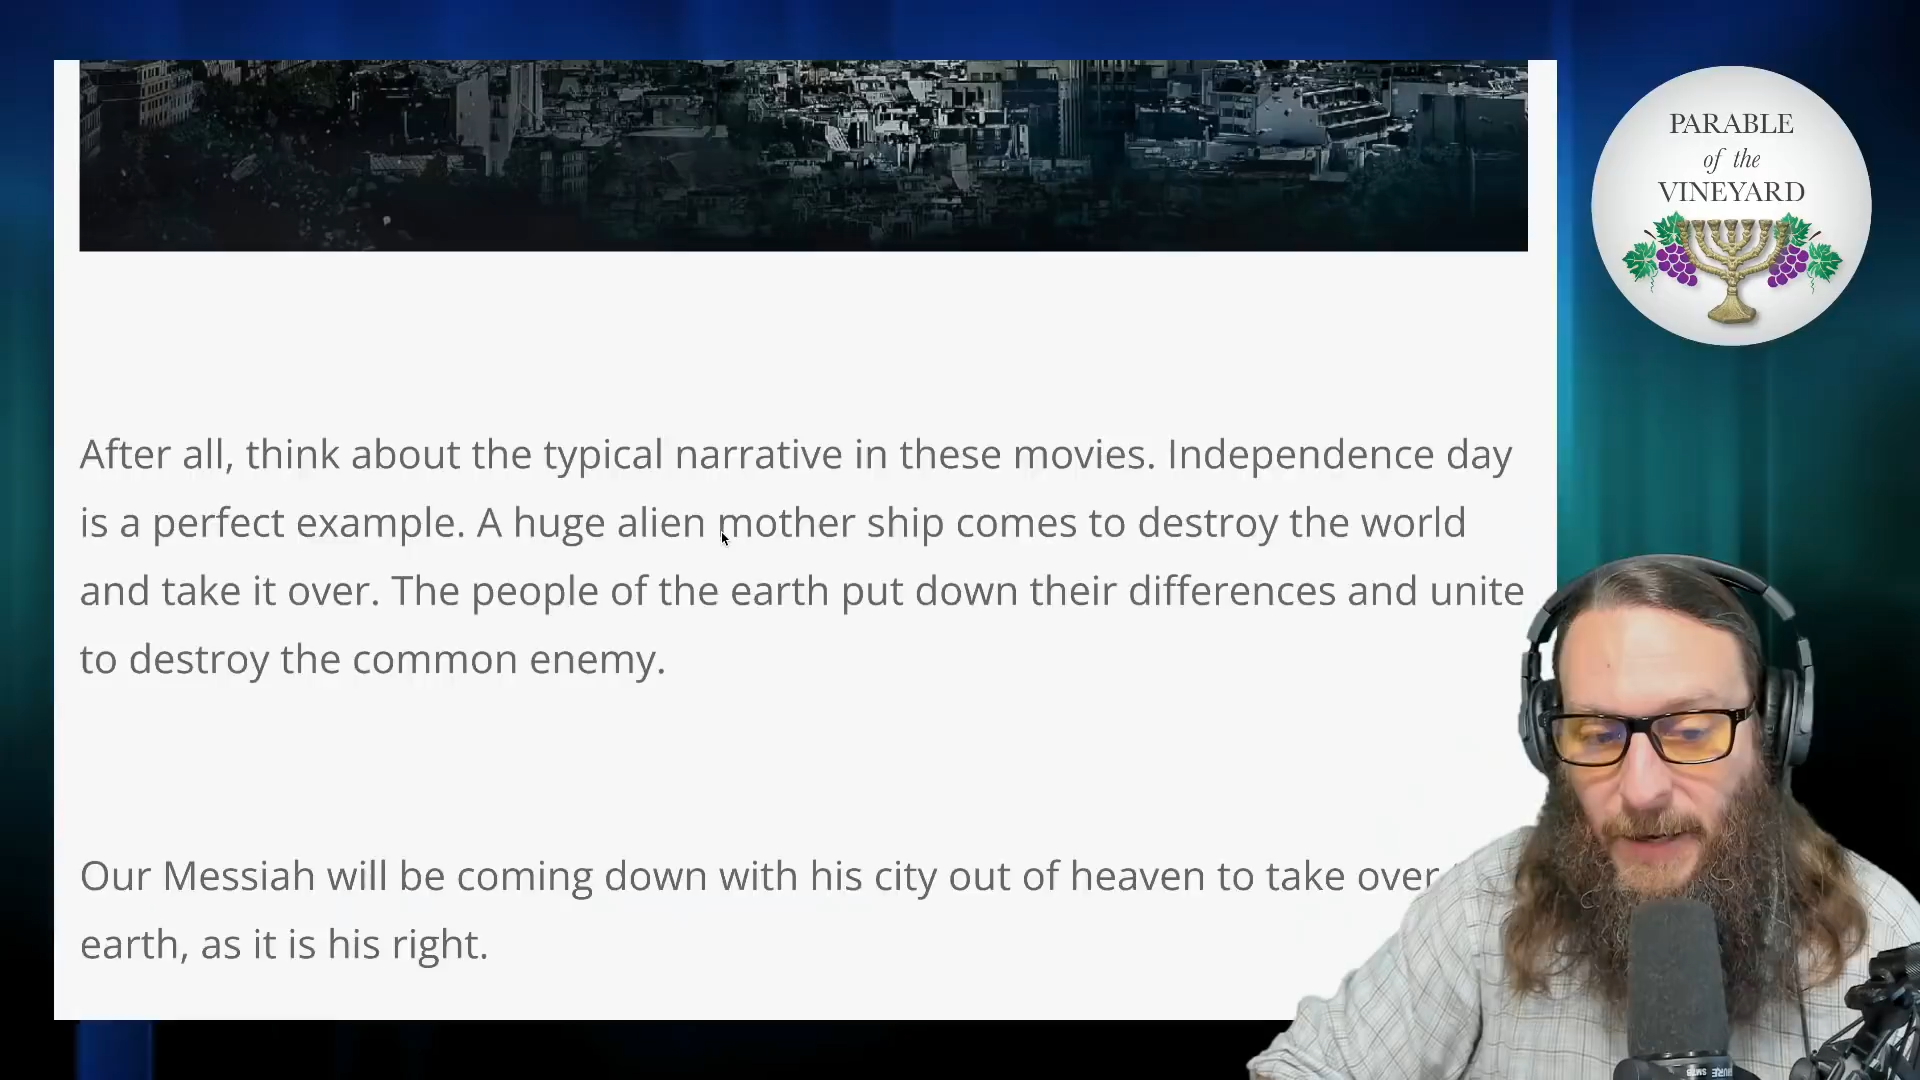 PARABLE
of the
VINEYARD
After all, think about the typical narrative in these movies. Independence day
is a perfect example. A huge alien mother ship comes to destroy the world
and take it over. The people of the earth put down their differences and unite
to destroy the common enemy.
Our Messiah will be coming down with his city out of heaven to take over
earth, as it is his right.